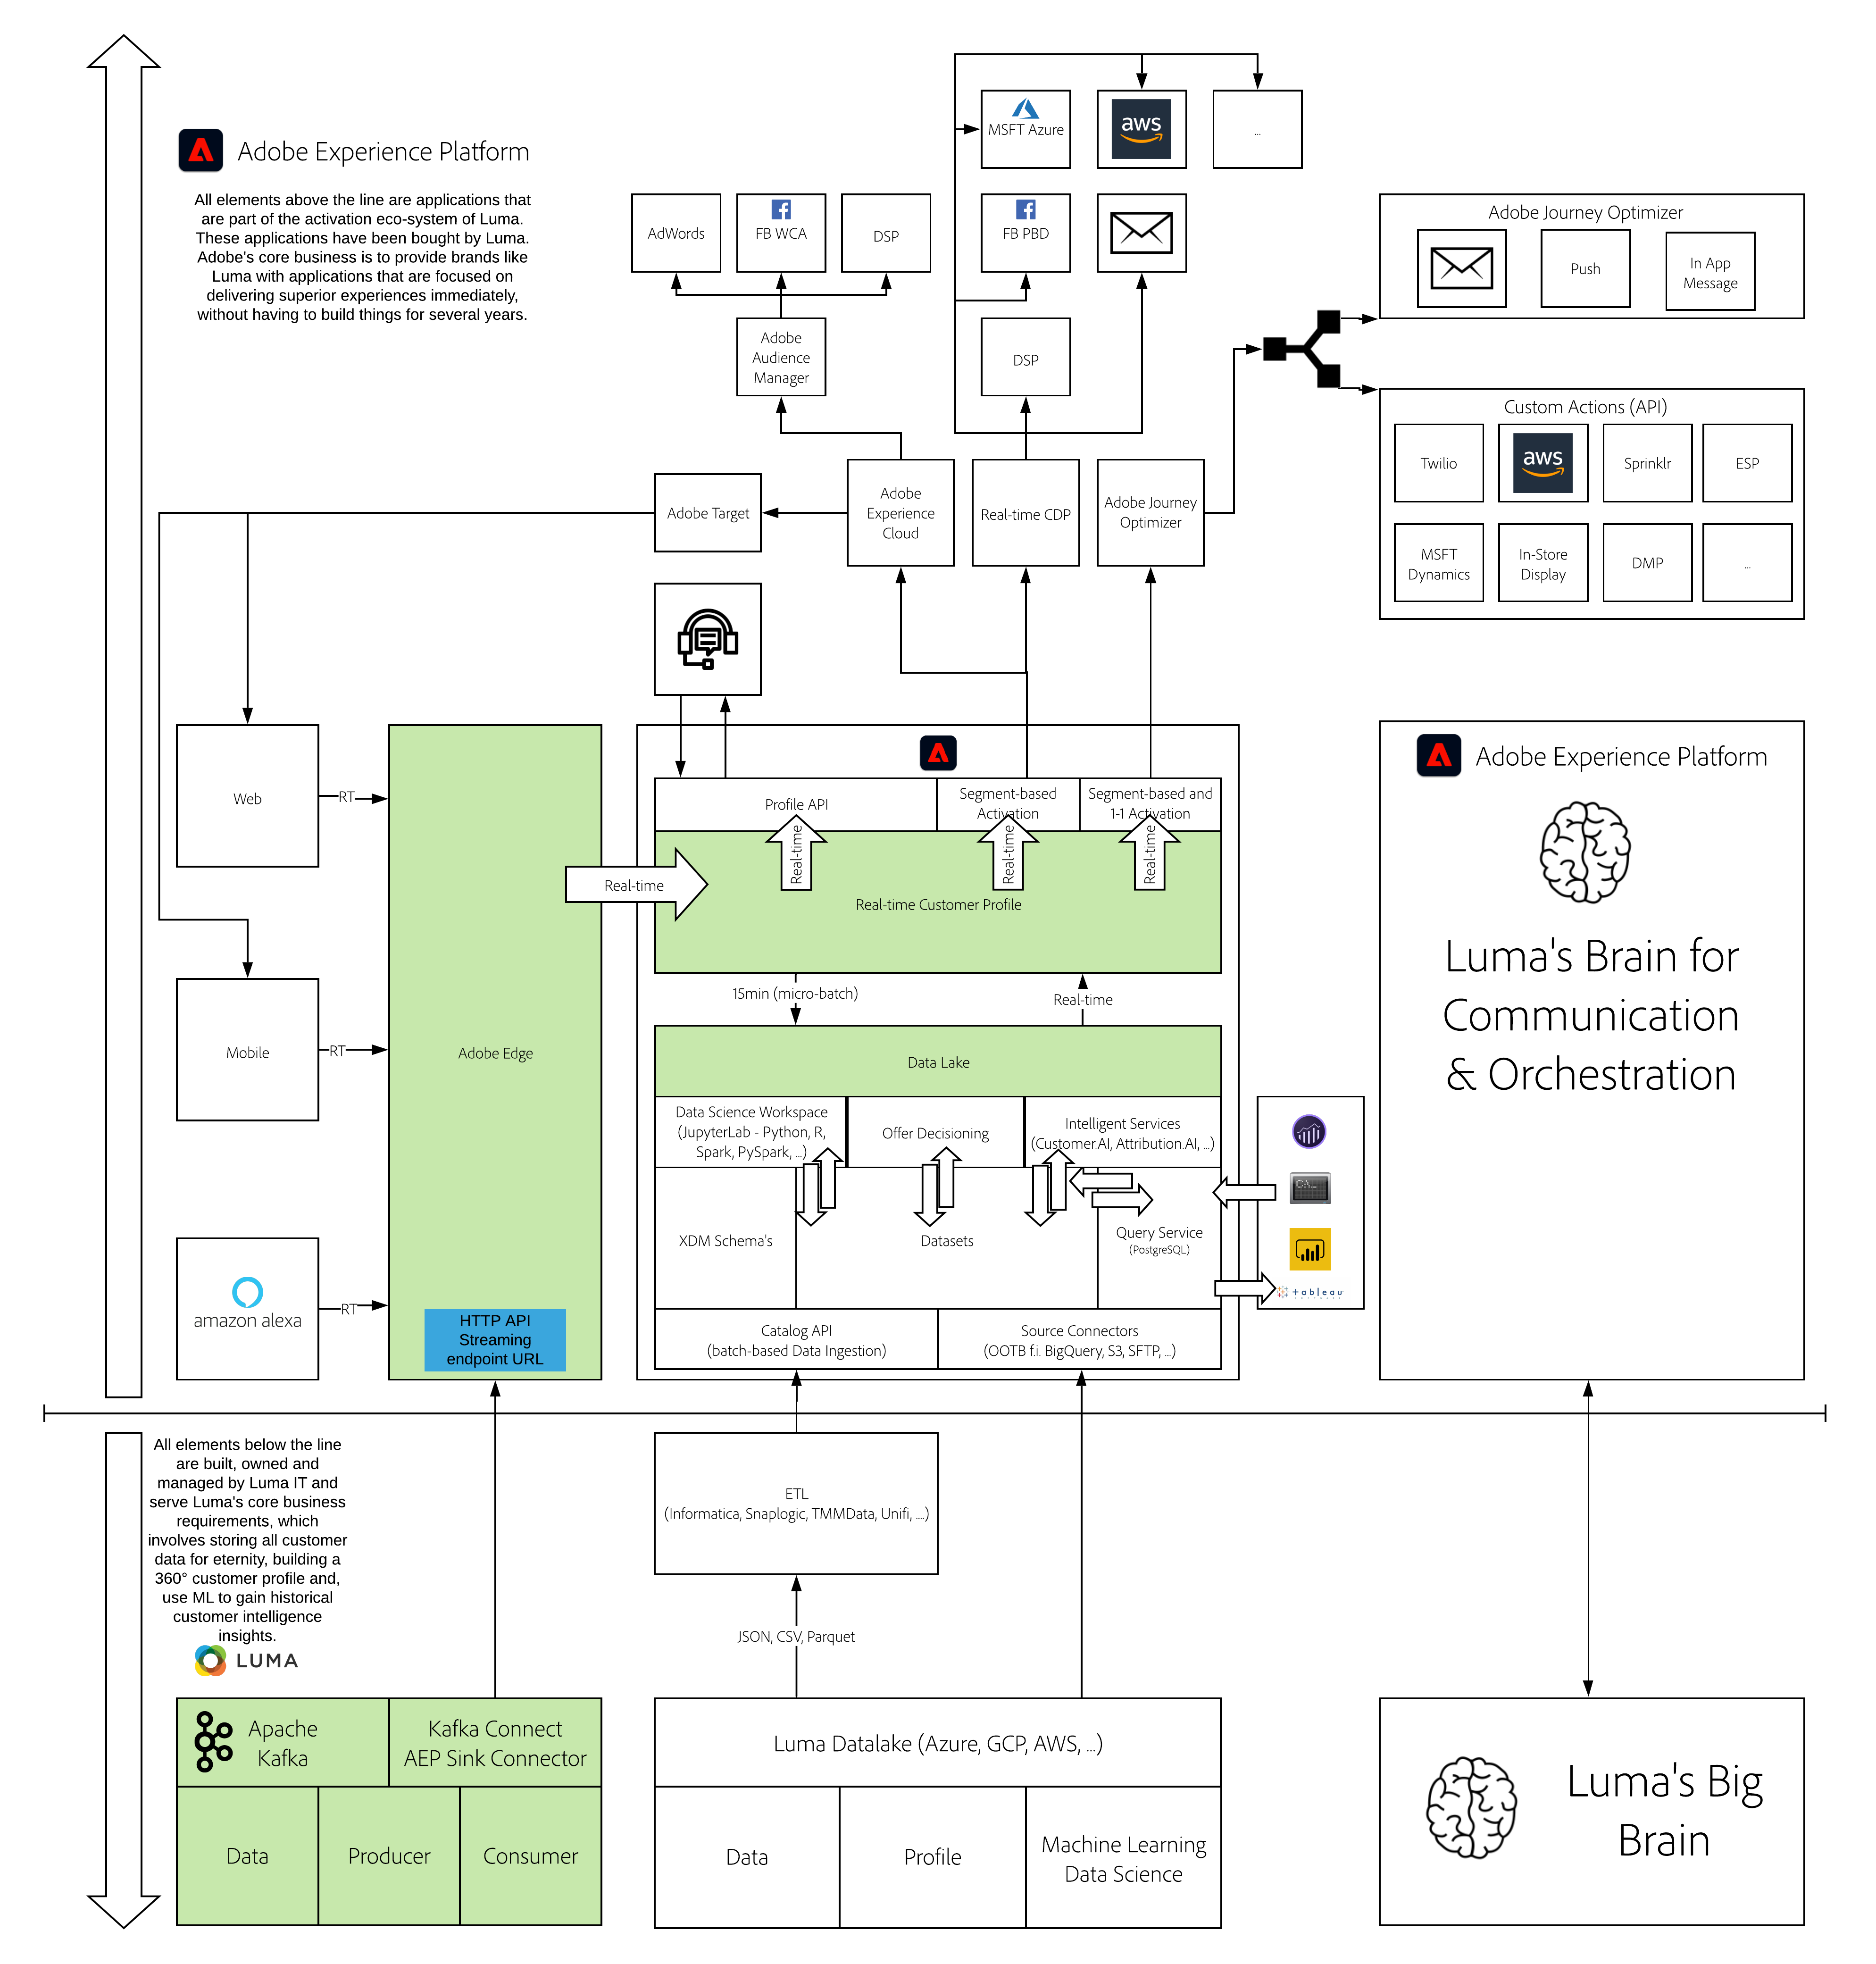 MSFT Azure
aws
...
Adobe Experience Platform
All elements above the line are applications that
are part of the activation eco-system of Luma.
These applications have been bought by Luma.
Adobe's core business is to provide brands like
Luma with applications that are focused on
delivering superior experiences immediately,
without having to build things for several years.
AdWords
FB WCA
DSP
FB PBD
Adobe Journey Optimizer
Push
In App
Message
Adobe
Audience
Manager
DSP
Custom Actions (API)
Twilio
aws
Sprinklr
ESP
MSFT
Dynamics
In-Store
Display
DMP
...
Adobe Target
Adobe
Experience
Cloud
Real-time CDP
Adobe Journey
Optimizer
Web
RT
Mobile
RT
amazon alexa
RT
Adobe Edge
HTTP API
Streaming
endpoint URL
Real-time
Profile API
Segment-based
Activation
Segment-based and
1-1 Activation
Real-time
Real-time
Real-time
Real-time Customer Profile
15min (micro-batch)
Real-time
Data Lake
Data Science Workspace
(JupyterLab - Python, R,
Spark, PySpark, ...)
Offer Decisioning
Intelligent Services
(Customer.AI, Attribution.AI, ...)
XDM Schema's
Datasets
Query Service
(PostgreSQL)
Catalog API
(batch-based Data Ingestion)
Source Connectors
(OOTB f.i. BigQuery, S3, SFTP, ...)
C:\_
tableau
Adobe Experience Platform
Luma's Brain for
Communication
& Orchestration
All elements below the line
are built, owned and
managed by Luma IT and
serve Luma's core business
requirements, which
involves storing all customer
data for eternity, building a
360° customer profile and,
use ML to gain historical
customer intelligence
insights.
LUMA
ETL
(Informatica, Snaplogic, TMMData, Unifi, ....)
JSON, CSV, Parquet
Apache
Kafka
Kafka Connect
AEP Sink Connector
Data
Producer
Consumer
Luma Datalake (Azure, GCP, AWS, ...)
Data
Profile
Machine Learning
Data Science
Luma's Big
Brain